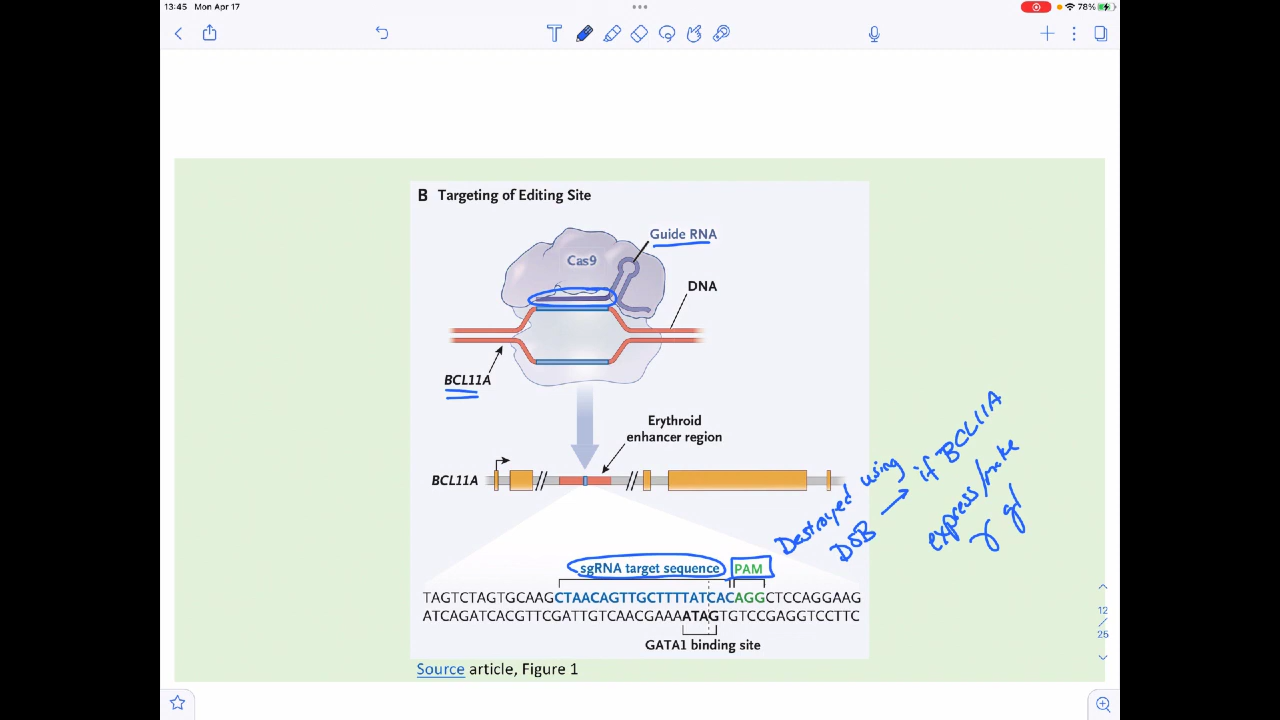 13:45 Mon Apr 17
78%
B Targeting of Editing Site
Guide RNA
Cas9
DNA
BCL11A
Erythroid
enhancer region
BCL11A
Destroyed using
DSB → if BCL11A
express/make
γ
sgRNA target sequence PAM
TAGTCTAGTGCAAGCTAACAGTTGCTTTTATCACAGGCTCCAGGAAG
ATCAGATCACGTTCGATTGTCAACGAAAATAGTGTCCGAGGTCCTTC
GATA1 binding site
Source article, Figure 1
12
/
25